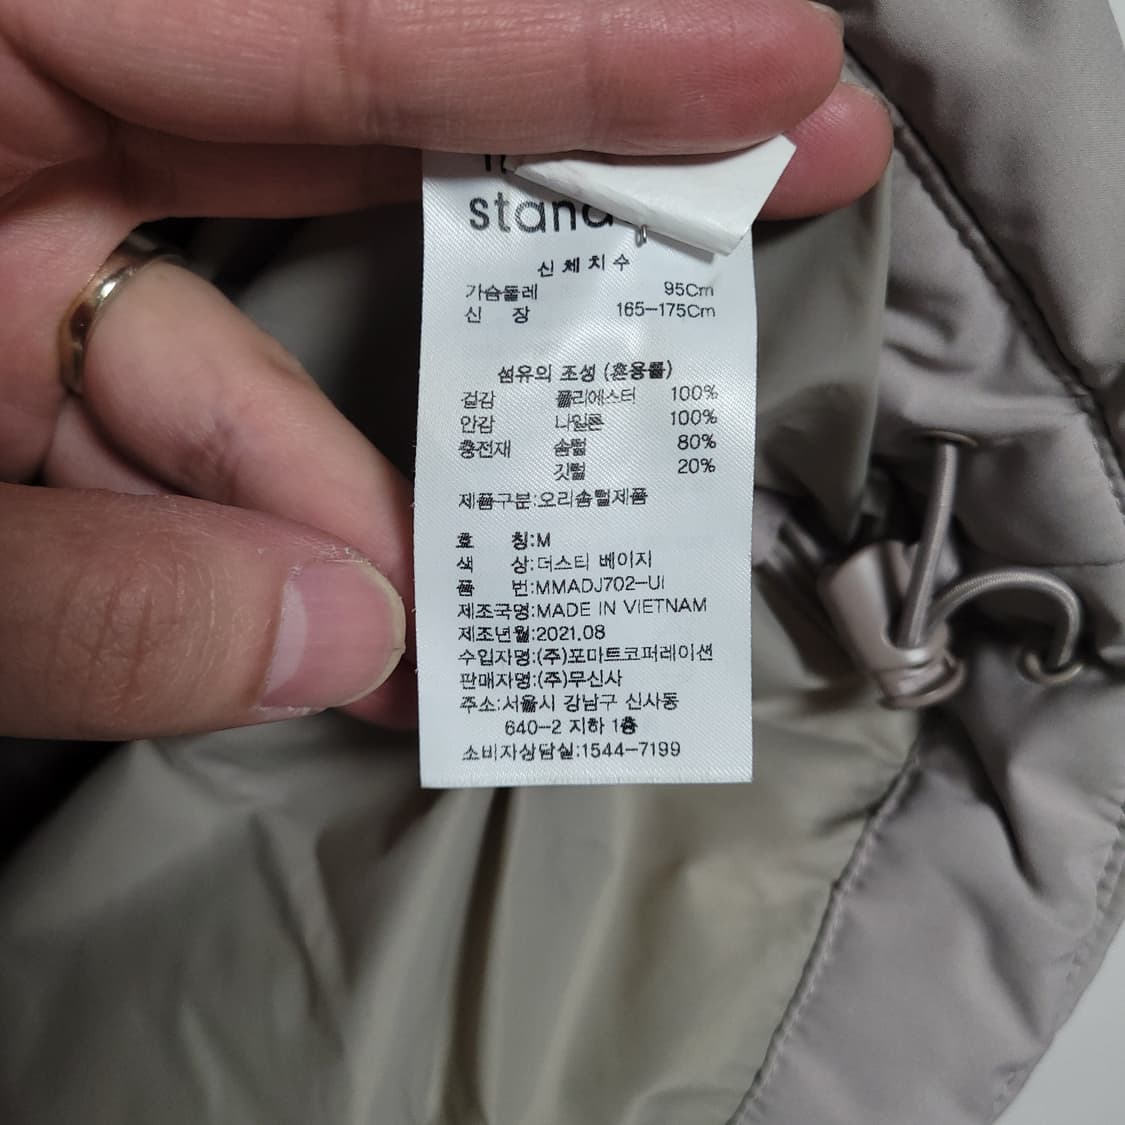 신체치수
가슴둘레 95Cm
신 장 165-175Cm
섬유의 조성 (혼용률)
겉감 폴리에스터 100%
안감 나일론 100%
충전재 솜털 80%
깃털 20%
제품구분:오리솜털제품
호 칭:M
색 상:더스티 베이지
품 번:MMADJ702-UI
제조국명:MADE IN VIETNAM
제조년월:2021.08
수입자명:(주)포마트코퍼레이션
판매자명:(주)무신사
주소:서울시 강남구 신사동
640-2 지하 1층
소비자상담실:1544-7199